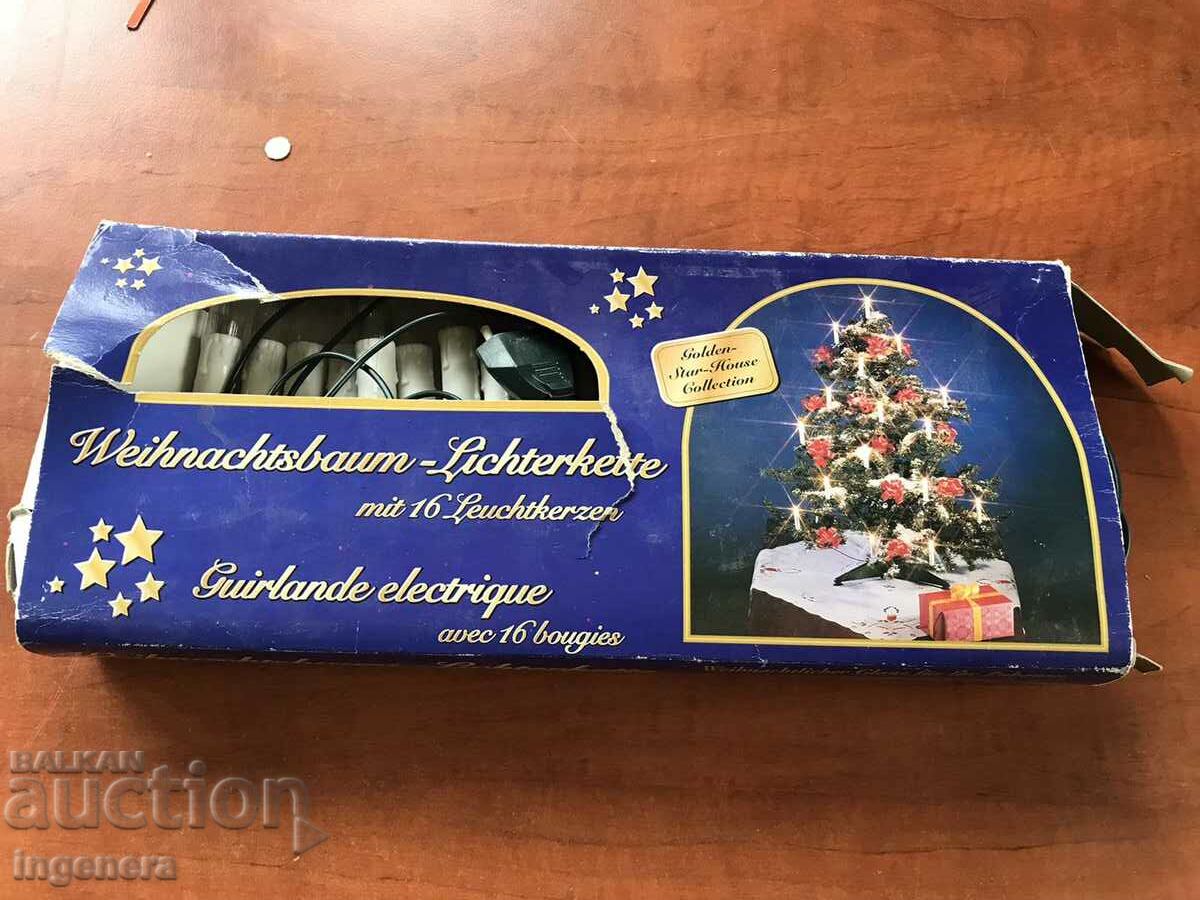 Golden-
Star-House
Collection
Weihnachtsbaum-Lichterkette
mit 16 Leuchtkerzen
Guirlande electrique
avec 16 bougies
BALKAN
auction
ingenera